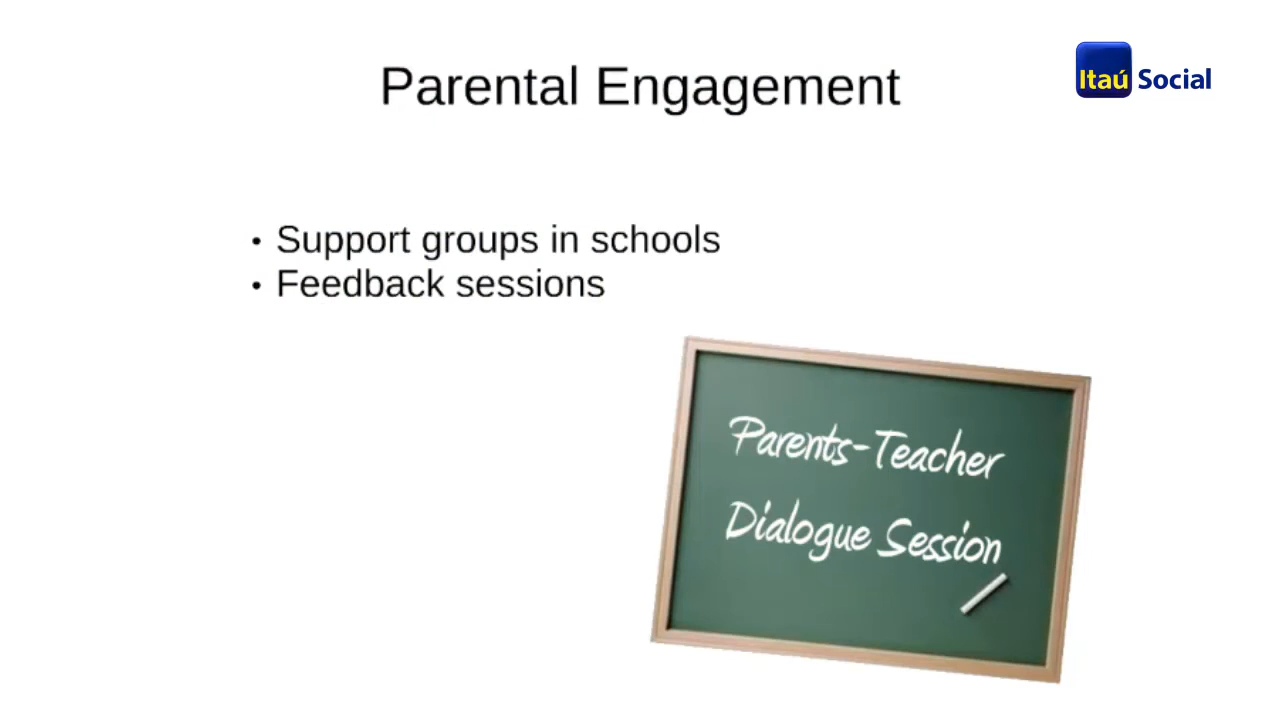 Parental Engagement
Itaú Social
• Support groups in schools
• Feedback sessions
Parents-Teacher
Dialogue Session